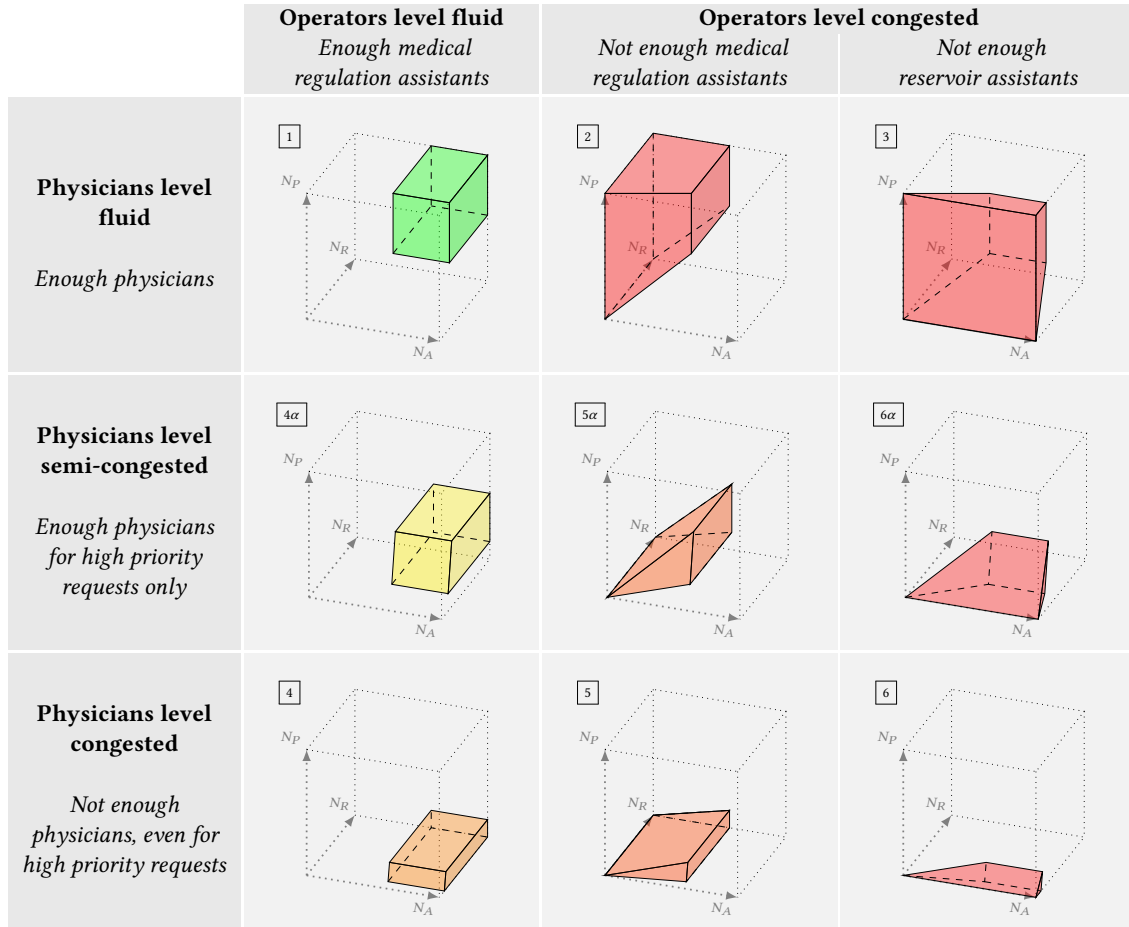 Operators level fluid
Operators level congested
Enough medical
regulation assistants
Not enough medical
regulation assistants
Not enough
reservoir assistants
Physicians level
fluid
Enough physicians
1
N_P
N_R
N_A
2
N_P
N_R
N_A
3
N_P
N_R
N_A
Physicians level
semi-congested
Enough physicians
for high priority
requests only
4α
N_P
N_R
N_A
5α
N_P
N_R
N_A
6α
N_P
N_R
N_A
Physicians level
congested
Not enough
physicians, even for
high priority requests
4
N_P
N_R
N_A
5
N_P
N_R
N_A
6
N_P
N_R
N_A